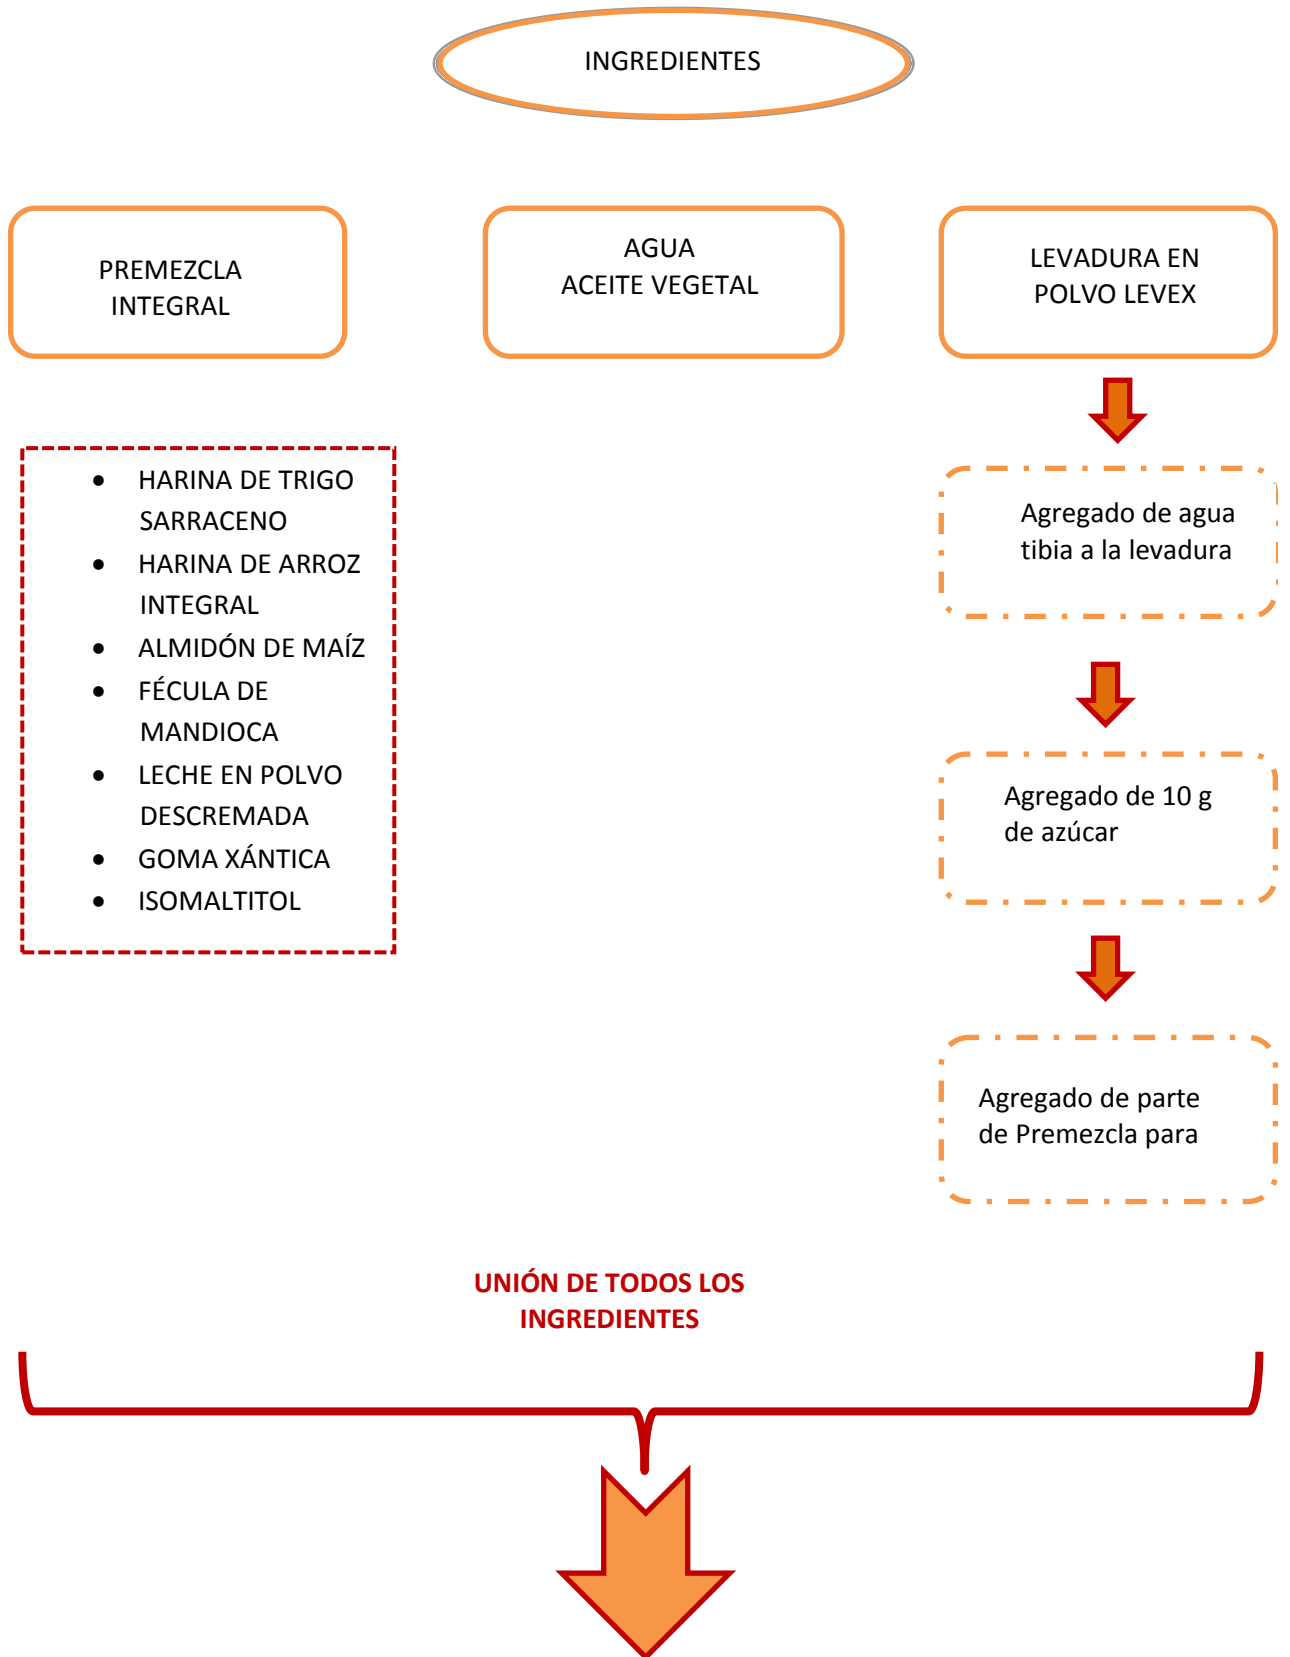 INGREDIENTES
PREMEZCLA
INTEGRAL
AGUA
ACEITE VEGETAL
LEVADURA EN
POLVO LEVEX
• HARINA DE TRIGO
SARRACENO
• HARINA DE ARROZ
INTEGRAL
• ALMIDÓN DE MAÍZ
• FÉCULA DE
MANDIOCA
• LECHE EN POLVO
DESCREMADA
• GOMA XÁNTICA
• ISOMALTITOL
Agregado de agua
tibia a la levadura
Agregado de 10 g
de azúcar
Agregado de parte
de Premezcla para
UNIÓN DE TODOS LOS
INGREDIENTES